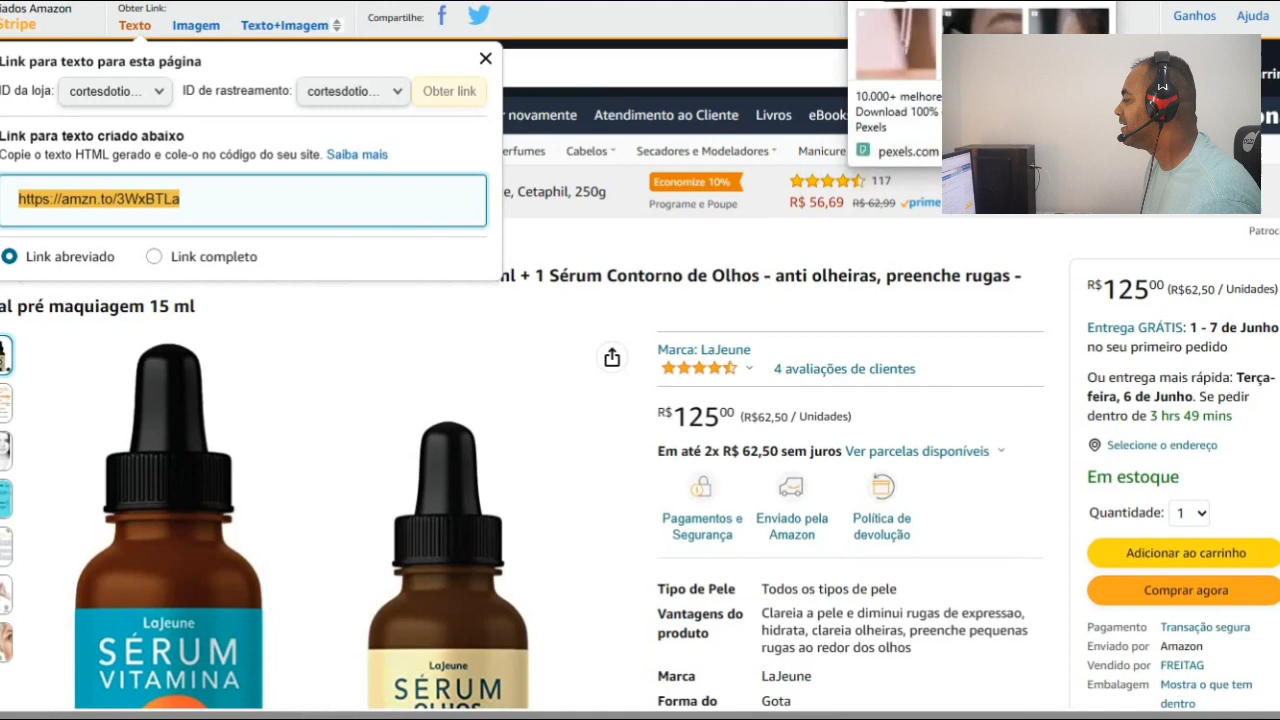 iados Amazon
Stripe
Obter Link:
Texto
Imagem
Texto+Imagem
Compartilhe:
Ganhos
Ajuda
Link para texto para esta página
ID da loja:
cortesdotio...
ID de rastreamento:
cortesdotio...
Obter link
Link para texto criado abaixo
Copie o texto HTML gerado e cole-o no código do seu site. Saiba mais
https://amzn.to/3WxBTLa
Link abreviado
Link completo
10.000+ melhore
Download 100%
Pexels
pexels.com
r novamente
Atendimento ao Cliente
Livros
eBook
erfumes
Cabelos
Secadores e Modeladores
Manicure
e, Cetaphil, 250g
Economize 10%
Programe e Poupe
117
R$ 56,69
R$ 62,99
prime
Patroc
nl + 1 Sérum Contorno de Olhos - anti olheiras, preenche rugas -
al pré maquiagem 15 ml
Marca: LaJeune
4 avaliações de clientes
R$12500 (R$62,50 / Unidades)
Em até 2x R$ 62,50 sem juros Ver parcelas disponíveis
Pagamentos e
Segurança
Enviado pela
Amazon
Política de
devolução
Tipo de Pele
Todos os tipos de pele
Vantagens do
produto
Clareia a pele e diminui rugas de expressao,
hidrata, clareia olheiras, preenche pequenas
rugas ao redor dos olhos
Marca
LaJeune
Forma do
Gota
LaJeune
SÉRUM
VITAMINA
LaJeune
SÉRUM
OLHOS
R$12500 (R$62,50 / Unidades)
Entrega GRÁTIS: 1 - 7 de Junho
no seu primeiro pedido
Ou entrega mais rápida: Terça-
feira, 6 de Junho. Se pedir
dentro de 3 hrs 49 mins
Selecione o endereço
Em estoque
Quantidade: 1
Adicionar ao carrinho
Comprar agora
Pagamento
Transação segura
Enviado por
Amazon
Vendido por
FREITAG
Embalagem
Mostra o que tem
dentro